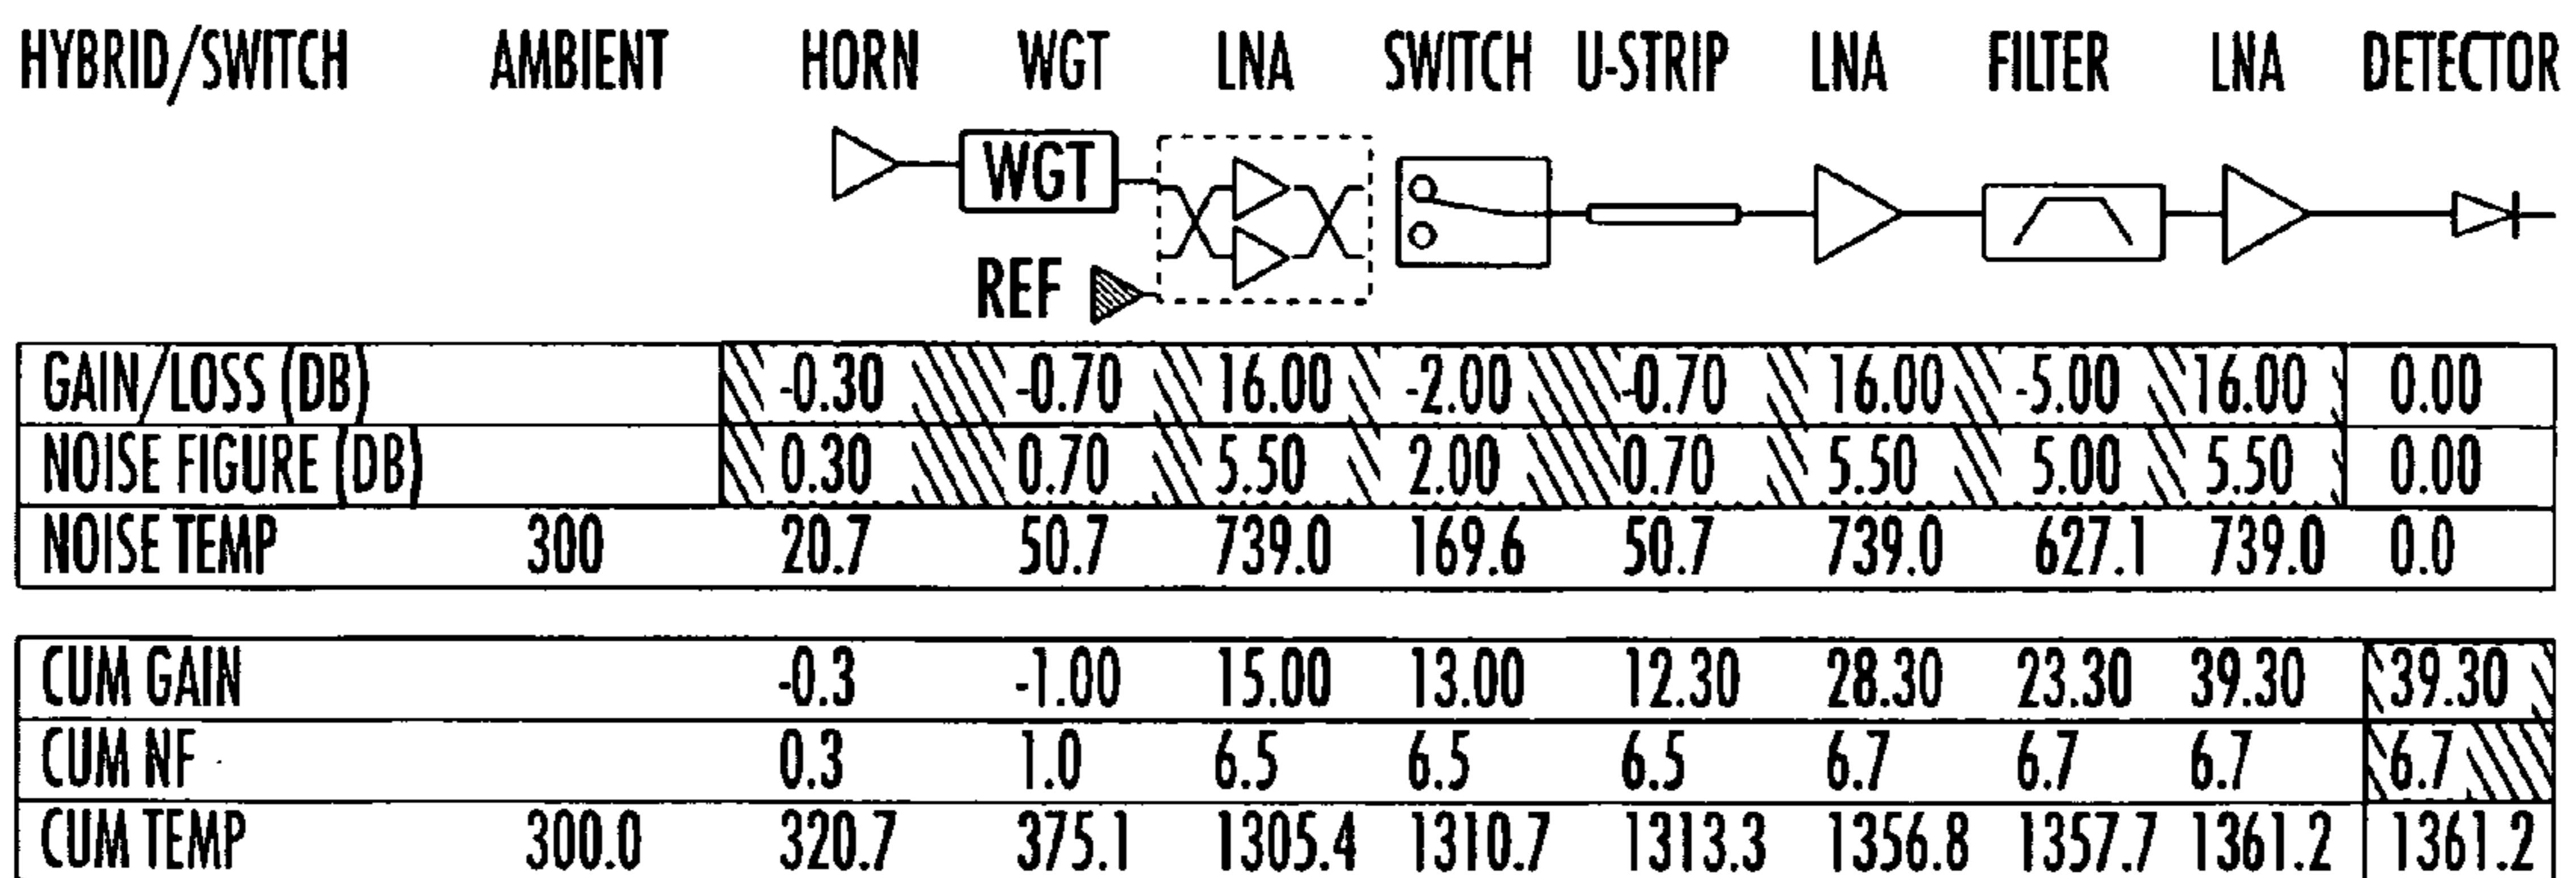 HYBRID/SWITCH AMBIENT HORN WGT LNA SWITCH U-STRIP LNA FILTER LNA DETECTOR
WGT
REF
GAIN/LOSS (DB) -0.30 -0.70 16.00 -2.00 -0.70 16.00 -5.00 16.00 0.00
NOISE FIGURE (DB) 0.30 0.70 5.50 2.00 0.70 5.50 5.00 5.50 0.00
NOISE TEMP 300 20.7 50.7 739.0 169.6 50.7 739.0 627.1 739.0 0.0
CUM GAIN -0.3 -1.00 15.00 13.00 12.30 28.30 23.30 39.30 39.30
CUM NF 0.3 1.0 6.5 6.5 6.5 6.7 6.7 6.7 6.7
CUM TEMP 300.0 320.7 375.1 1305.4 1310.7 1313.3 1356.8 1357.7 1361.2 1361.2